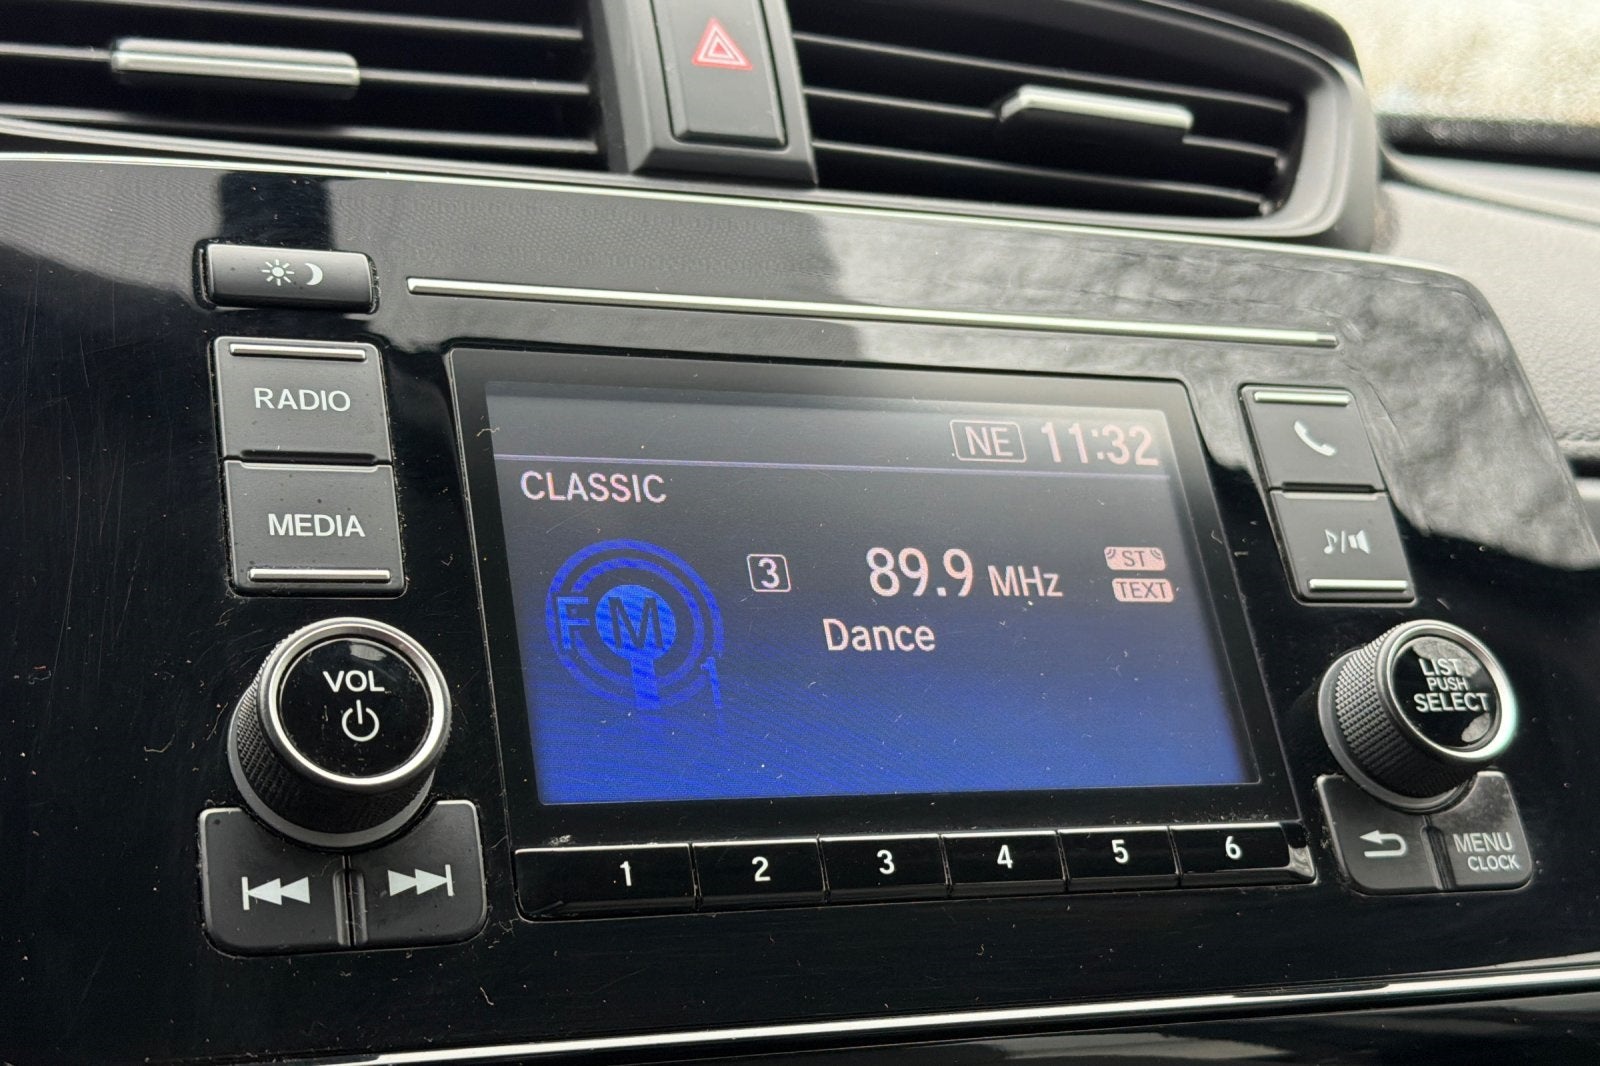 RADIO
MEDIA
VOL
NE 11:32
CLASSIC
FM1
3 89.9 MHz
ST
TEXT
Dance
LIST
PUSH
SELECT
MENU
CLOCK
1 2 3 4 5 6